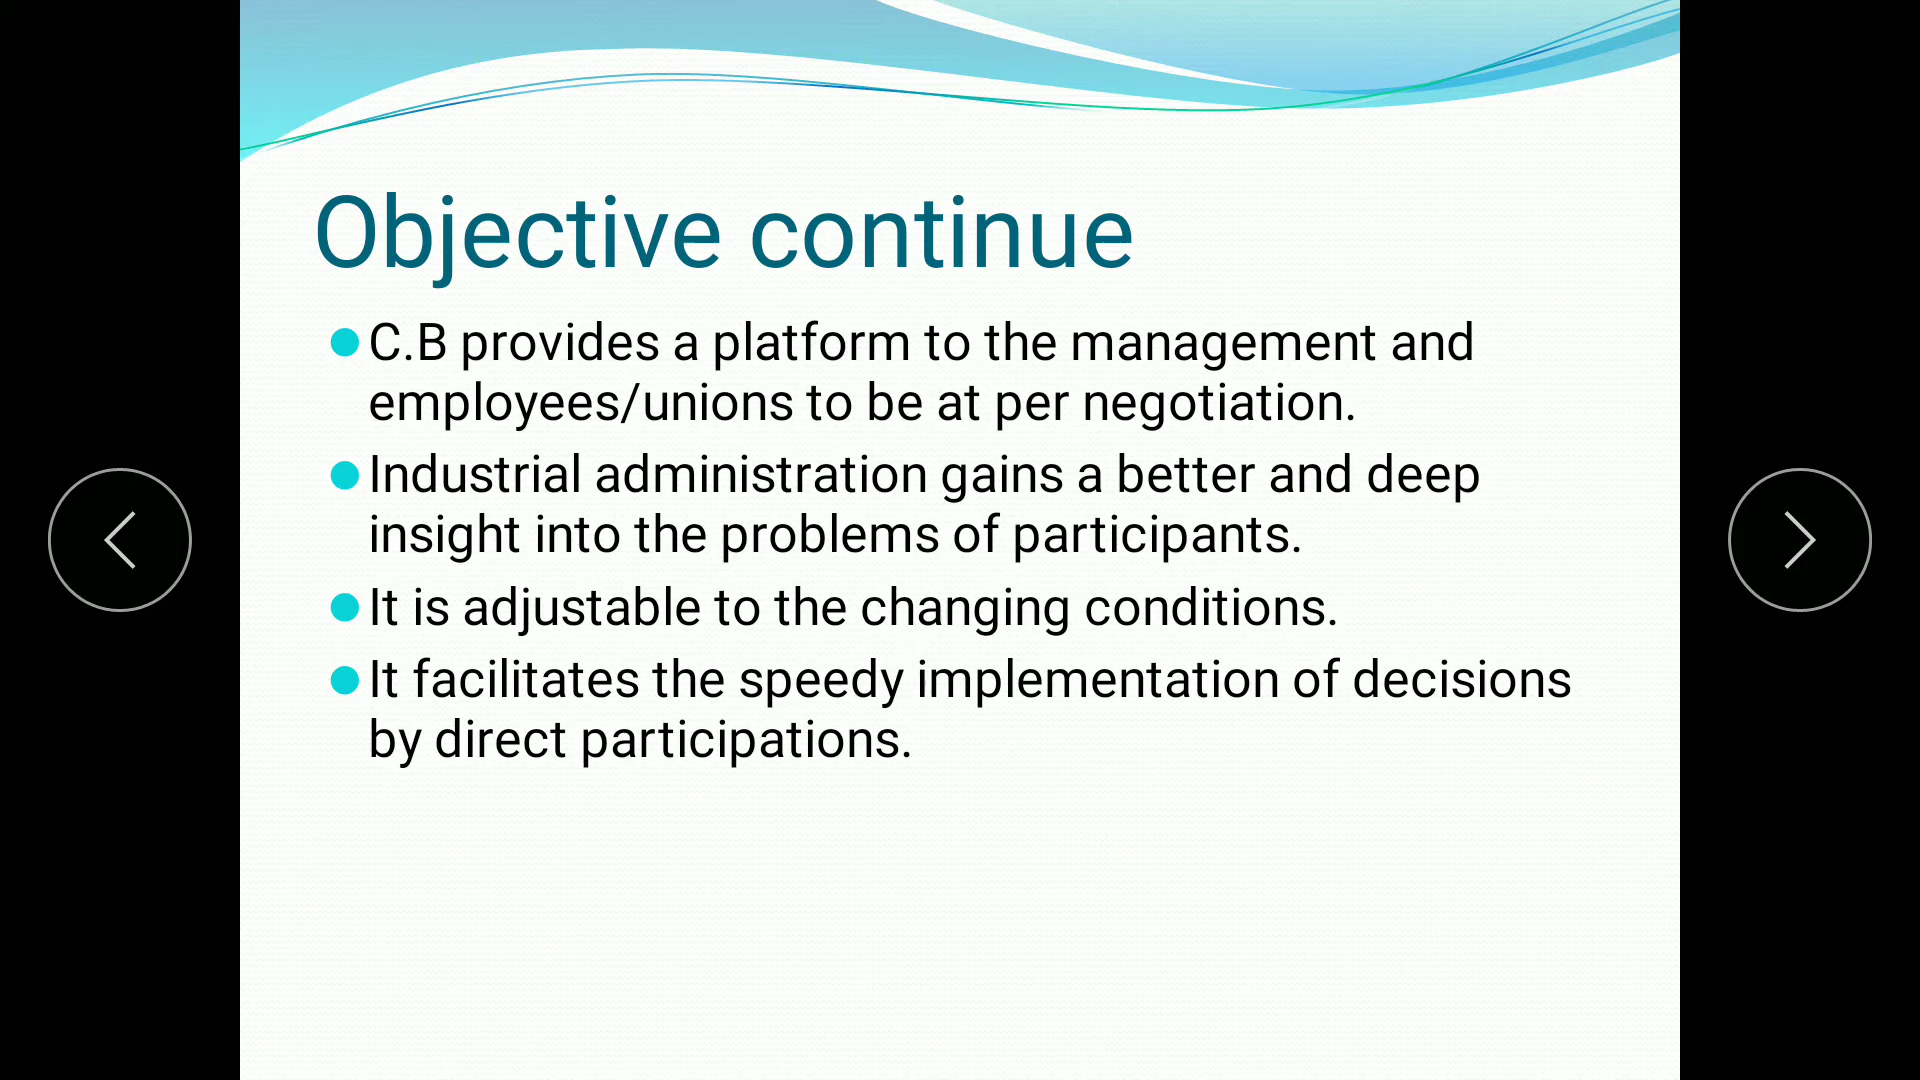 Objective continue
C.B provides a platform to the management and
employees/unions to be at per negotiation.
Industrial administration gains a better and deep
insight into the problems of participants.
It is adjustable to the changing conditions.
It facilitates the speedy implementation of decisions
by direct participations.